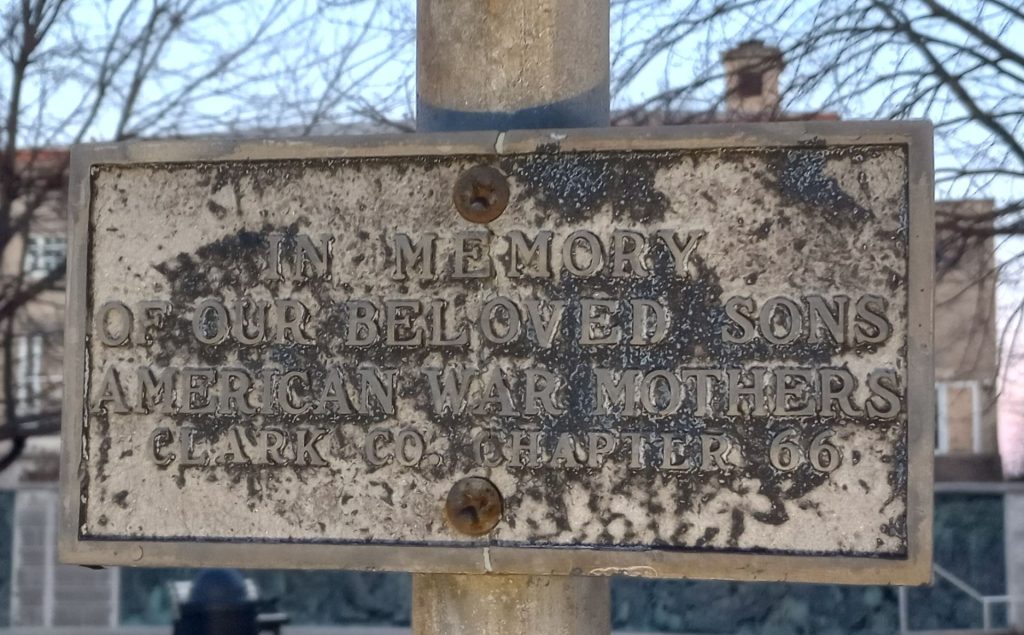 IN MEMORY
OF OUR BELOVED SONS
AMERICAN WAR MOTHERS
CLARK CO. CHAPTER 66